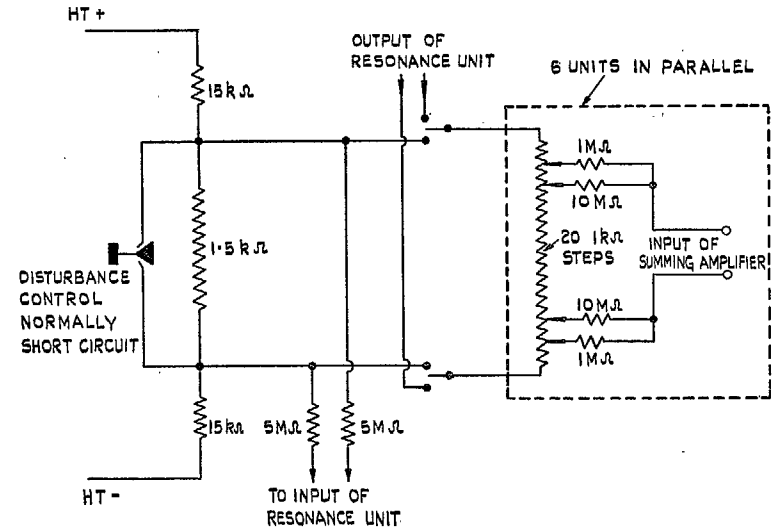 HT +
15kΩ
OUTPUT OF
RESONANCE UNIT
6 UNITS IN PARALLEL
1MΩ
10MΩ
1·5kΩ
20 1kΩ
STEPS
INPUT OF
SUMMING AMPLIFIER
DISTURBANCE
CONTROL
NORMALLY
SHORT CIRCUIT
10MΩ
1MΩ
15kΩ
5MΩ
5MΩ
HT -
TO INPUT OF
RESONANCE UNIT